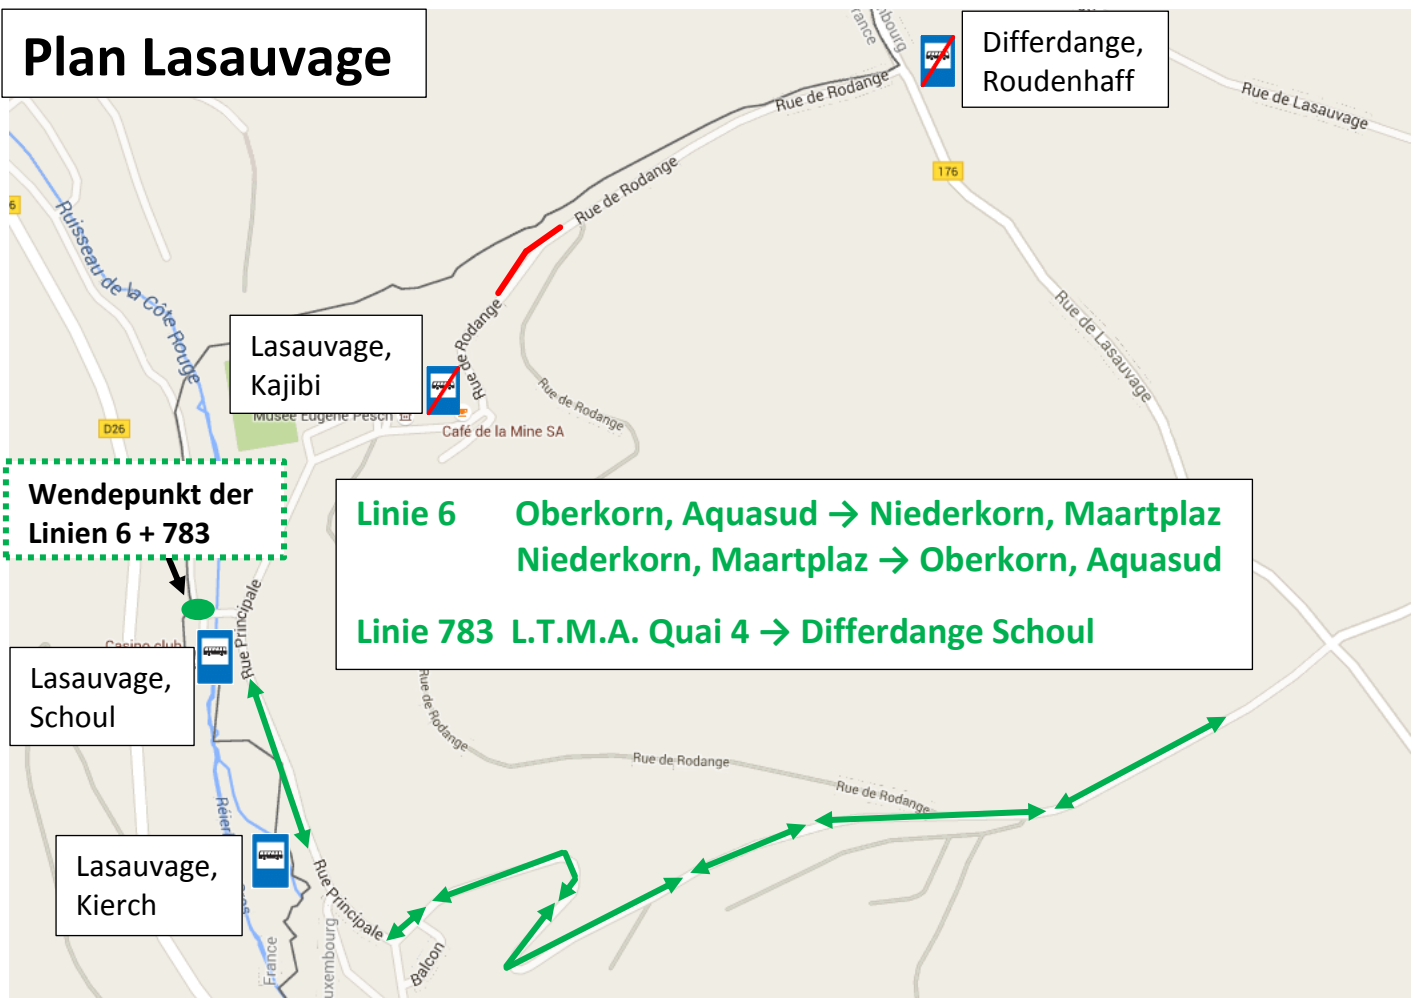 Plan Lasauvage
Differdange,
Roudenhaff
Rue de Rodange
Rue de Lasauvage
176
Rue de Rodange
6
Ruisseau de la Côte Rouge
Rue de Lasauvage
Lasauvage,
Kajibi
Rue de Rodange
Rue de Rodange
Musée Eugène Pesch
Café de la Mine SA
D26
Wendepunkt der
Linien 6 + 783
Linie 6 Oberkorn, Aquasud → Niederkorn, Maartplaz
Niederkorn, Maartplaz → Oberkorn, Aquasud
Linie 783 L.T.M.A. Quai 4 → Differdange Schoul
Rue Principale
Casino club
Lasauvage,
Schoul
Rue de Rodange
Rue de Rodange
Rue de Rodange
Lasauvage,
Kierch
Rue Principale
Balcon
France